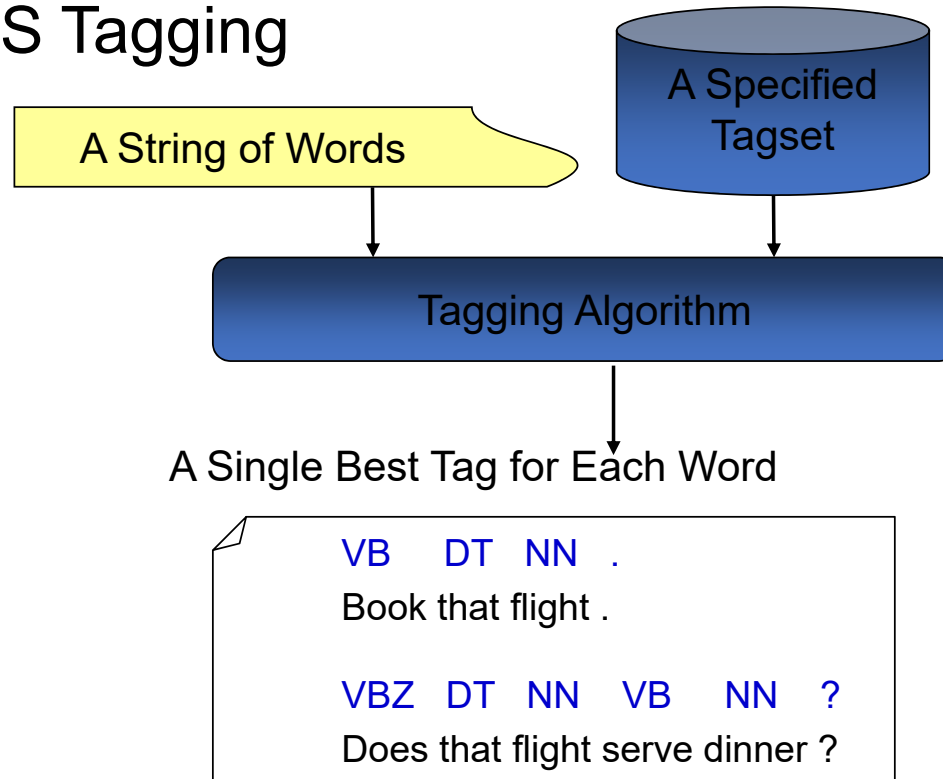 S Tagging
A String of Words
A Specified
Tagset
Tagging Algorithm
A Single Best Tag for Each Word
VB DT NN .
Book that flight .
VBZ DT NN VB NN ?
Does that flight serve dinner ?